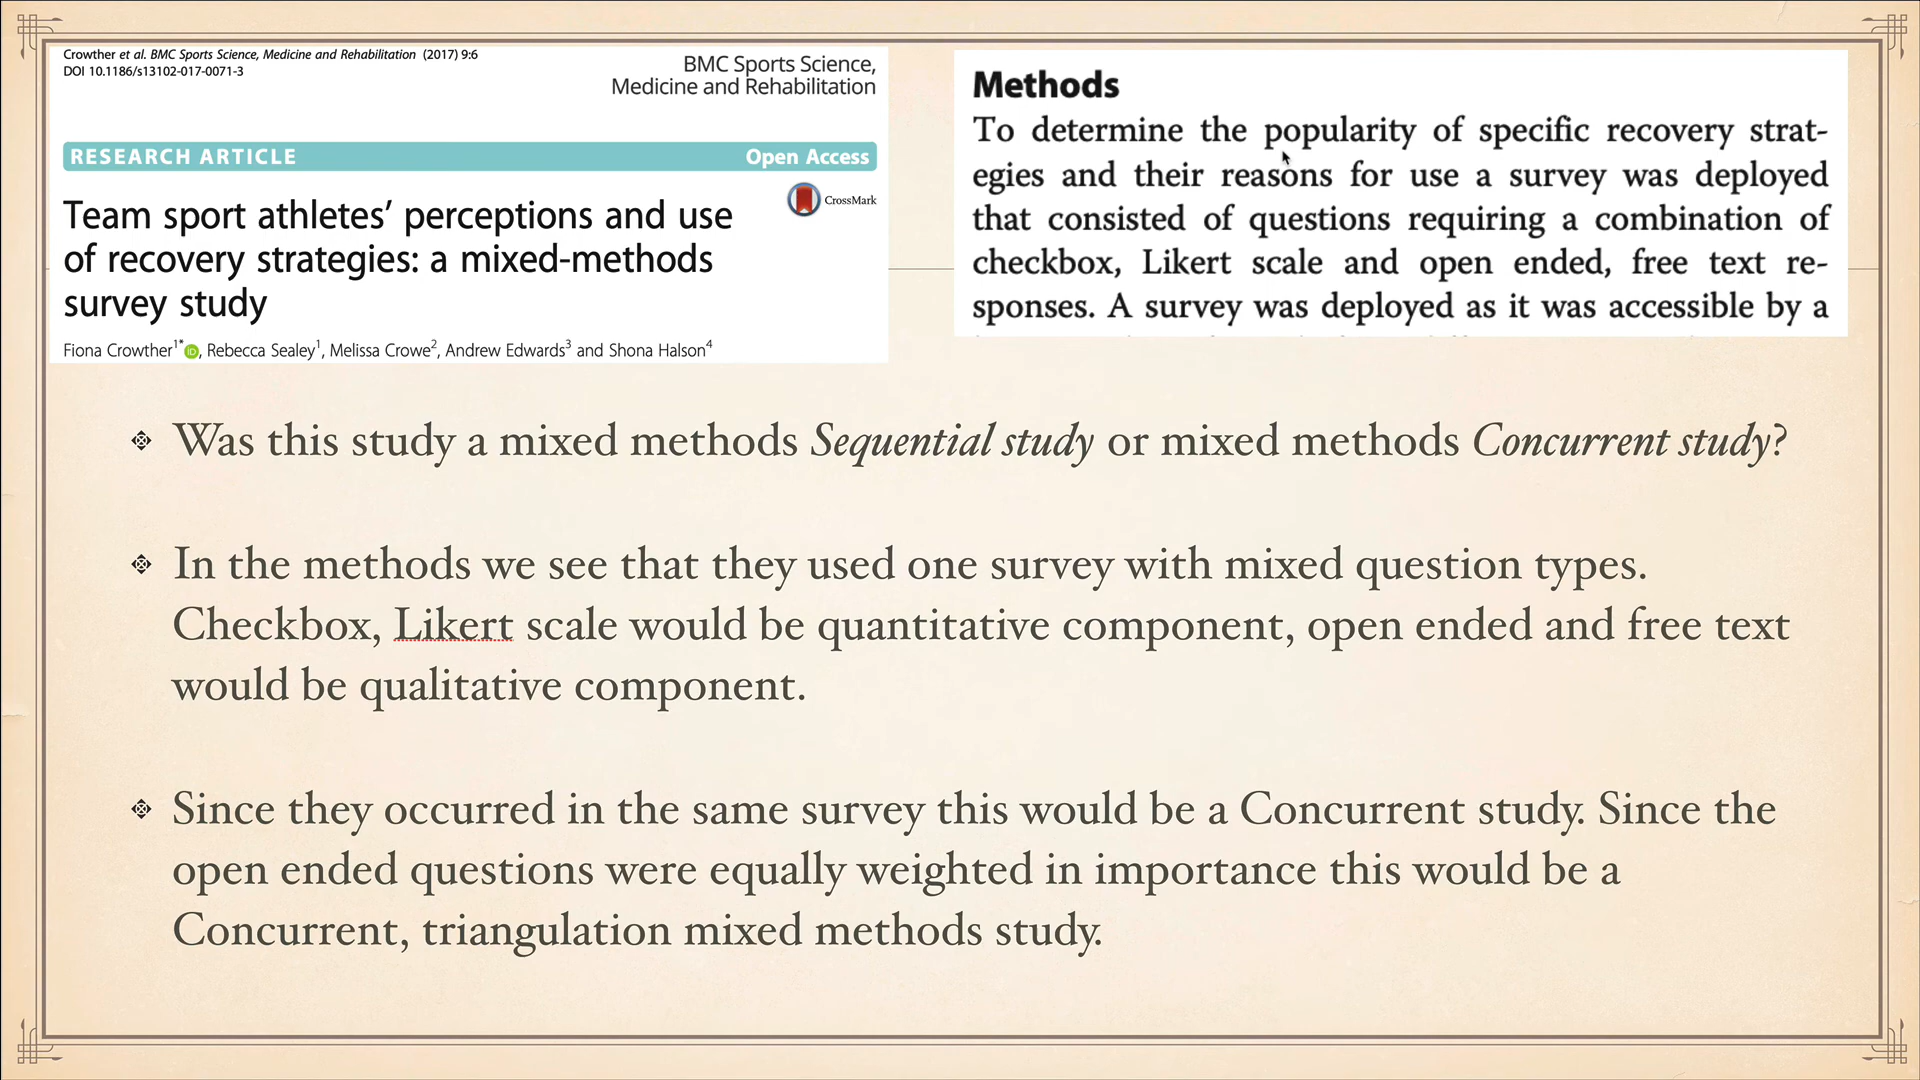 Crowther et al. BMC Sports Science, Medicine and Rehabilitation (2017) 9:6
DOI 10.1186/s13102-017-0071-3
BMC Sports Science,
Medicine and Rehabilitation
RESEARCH ARTICLE
Open Access
CrossMark
Team sport athletes’ perceptions and use
of recovery strategies: a mixed-methods
survey study
Fiona Crowther1*, Rebecca Sealey1, Melissa Crowe2, Andrew Edwards3 and Shona Halson4
Methods
To determine the popularity of specific recovery strat-
egies and their reasons for use a survey was deployed
that consisted of questions requiring a combination of
checkbox, Likert scale and open ended, free text re-
sponses. A survey was deployed as it was accessible by a
Was this study a mixed methods Sequential study or mixed methods Concurrent study?
In the methods we see that they used one survey with mixed question types.
Checkbox, Likert scale would be quantitative component, open ended and free text
would be qualitative component.
Since they occurred in the same survey this would be a Concurrent study. Since the
open ended questions were equally weighted in importance this would be a
Concurrent, triangulation mixed methods study.